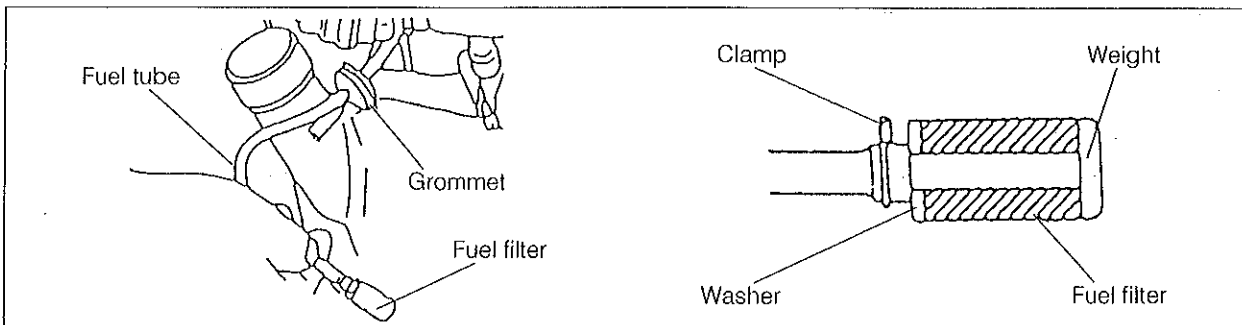 Fuel tube
Grommet
Fuel filter
Clamp
Weight
Washer
Fuel filter